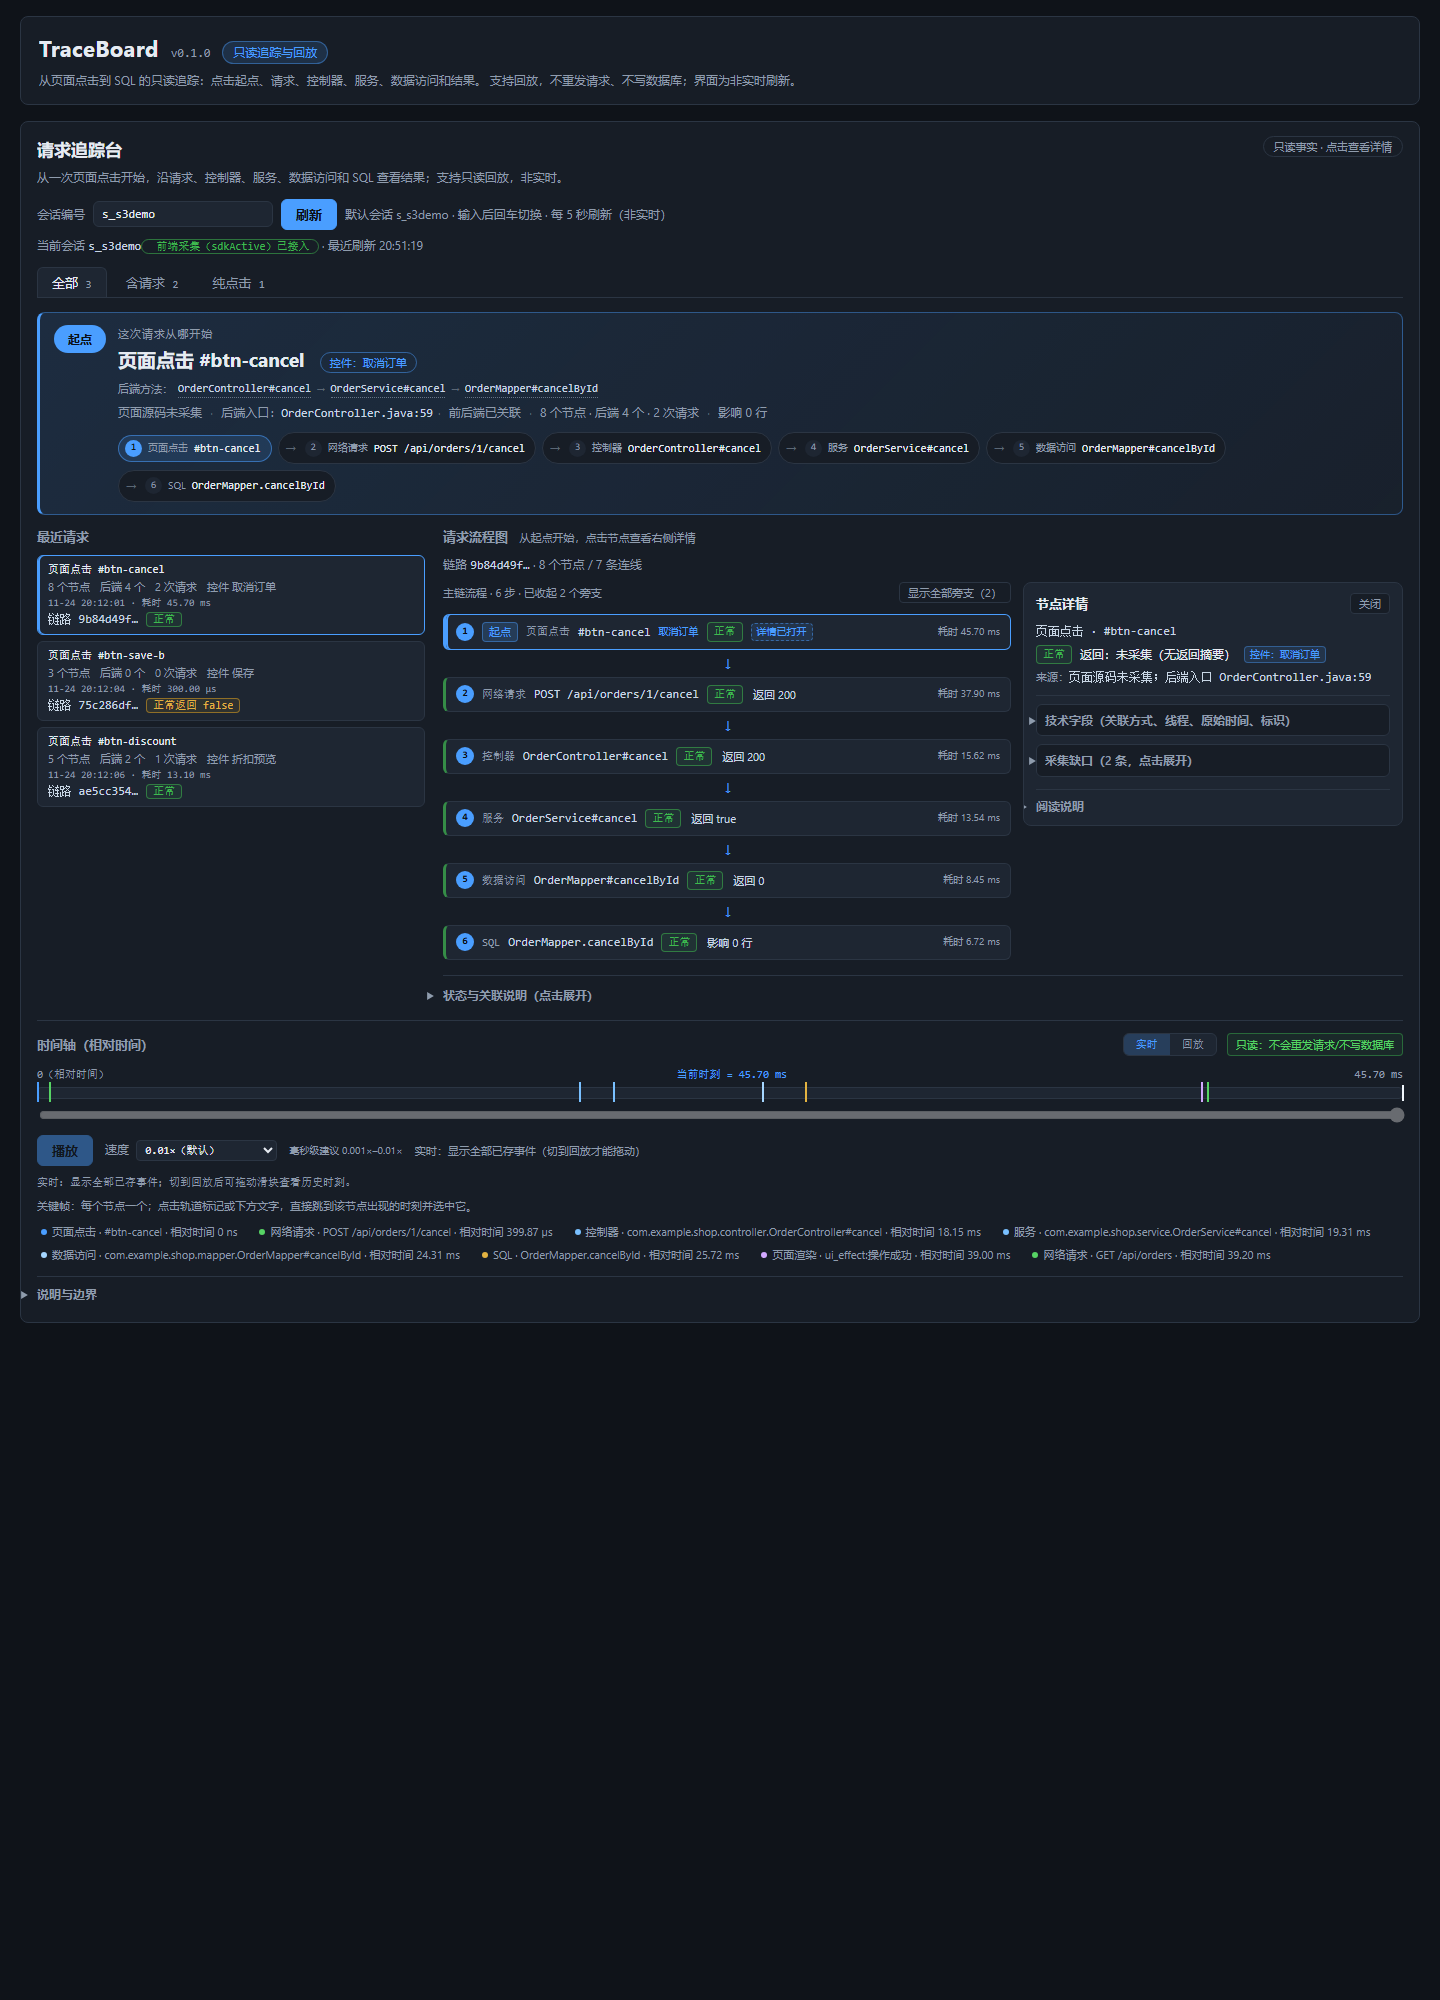 TraceBoard v0.1.0 只读追踪与回放
从页面点击到 SQL 的只读追踪：点击起点、请求、控制器、服务、数据访问和结果。 支持回放，不重发请求、不写数据库；界面为非实时刷新。
请求追踪台
只读事实 · 点击查看详情
从一次页面点击开始，沿请求、控制器、服务、数据访问和 SQL 查看结果；支持只读回放，非实时。
会话编号 s_s3demo 刷新 默认会话 s_s3demo · 输入后回车切换 · 每 5 秒刷新（非实时）
当前会话 s_s3demo 前端采集（sdkActive）已接入 · 最近刷新 20:51:19
全部 3 含请求 2 纯点击 1
起点
这次请求从哪开始
页面点击 #btn-cancel 控件：取消订单
后端方法： OrderController#cancel → OrderService#cancel → OrderMapper#cancelById
页面源码未采集 · 后端入口: OrderController.java:59 · 前后端已关联 · 8 个节点 · 后端 4 个 · 2 次请求 · 影响 0 行
1 页面点击 #btn-cancel → 2 网络请求 POST /api/orders/1/cancel → 3 控制器 OrderController#cancel → 4 服务 OrderService#cancel → 5 数据访问 OrderMapper#cancelById
→ 6 SQL OrderMapper.cancelById
最近请求
页面点击 #btn-cancel
8 个节点 后端 4 个 2 次请求 控件 取消订单
11-24 20:12:01 · 耗时 45.70 ms
链路 9b84d49f… 正常
页面点击 #btn-save-b
3 个节点 后端 0 个 0 次请求 控件 保存
11-24 20:12:04 · 耗时 300.00 µs
链路 75c286df… 正常返回 false
页面点击 #btn-discount
5 个节点 后端 2 个 1 次请求 控件 折扣预览
11-24 20:12:06 · 耗时 13.10 ms
链路 ae5cc354… 正常
请求流程图 从起点开始，点击节点查看右侧详情
链路 9b84d49f… · 8 个节点 / 7 条连线
主链流程 · 6 步 · 已收起 2 个旁支 显示全部旁支（2）
1 起点 页面点击 #btn-cancel 取消订单 正常 详情已打开 耗时 45.70 ms
↓
2 网络请求 POST /api/orders/1/cancel 正常 返回 200 耗时 37.90 ms
↓
3 控制器 OrderController#cancel 正常 返回 200 耗时 15.62 ms
↓
4 服务 OrderService#cancel 正常 返回 true 耗时 13.54 ms
↓
5 数据访问 OrderMapper#cancelById 正常 返回 0 耗时 8.45 ms
↓
6 SQL OrderMapper.cancelById 正常 影响 0 行 耗时 6.72 ms
节点详情 关闭
页面点击 · #btn-cancel
正常 返回：未采集（无返回摘要） 控件：取消订单
来源：页面源码未采集；后端入口 OrderController.java:59
技术字段（关联方式、线程、原始时间、标识）
采集缺口（2 条，点击展开）
阅读说明
状态与关联说明（点击展开）
时间轴（相对时间） 实时 回放 只读：不会重发请求/不写数据库
0（相对时间） 当前时刻 = 45.70 ms 45.70 ms
播放 速度 0.01×（默认） 毫秒级建议 0.001×–0.01× 实时：显示全部已存事件（切到回放才能拖动）
实时：显示全部已存事件；切到回放后可拖动滑块查看历史时刻。
关键帧：每个节点一个；点击轨道标记或下方文字，直接跳到该节点出现的时刻并选中它。
页面点击 · #btn-cancel · 相对时间 0 ns 网络请求 · POST /api/orders/1/cancel · 相对时间 399.87 µs 控制器 · com.example.shop.controller.OrderController#cancel · 相对时间 18.15 ms 服务 · com.example.shop.service.OrderService#cancel · 相对时间 19.31 ms
数据访问 · com.example.shop.mapper.OrderMapper#cancelById · 相对时间 24.31 ms SQL · OrderMapper.cancelById · 相对时间 25.72 ms 页面渲染 · ui_effect:操作成功 · 相对时间 39.00 ms 网络请求 · GET /api/orders · 相对时间 39.20 ms
说明与边界